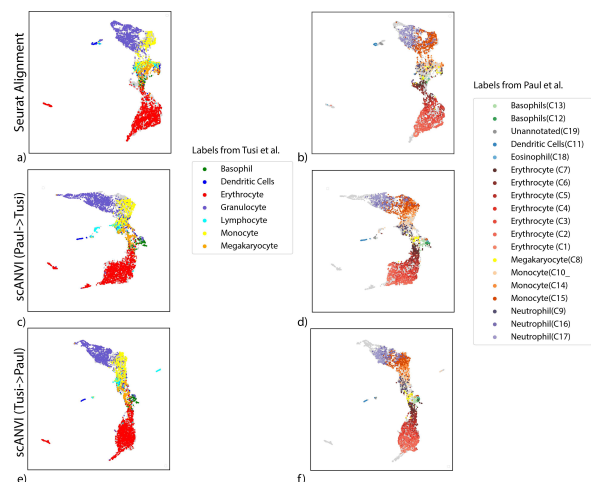 Seurat Alignment
a)
b)
Labels from Tusi et al.
Basophil
Dendritic Cells
Erythrocyte
Granulocyte
Lymphocyte
Monocyte
Megakaryocyte
Labels from Paul et al.
Basophils(C13)
Basophils(C12)
Unannotated(C19)
Dendritic Cells(C11)
Eosinophil(C18)
Erythrocyte (C7)
Erythrocyte (C6)
Erythrocyte (C5)
Erythrocyte (C4)
Erythrocyte (C3)
Erythrocyte (C2)
Erythrocyte (C1)
Megakaryocyte(C8)
Monocyte(C10_
Monocyte(C14)
Monocyte(C15)
Neutrophil(C9)
Neutrophil(C16)
Neutrophil(C17)
scANVI (Paul->Tusi)
c)
d)
scANVI (Tusi->Paul)
e)
f)